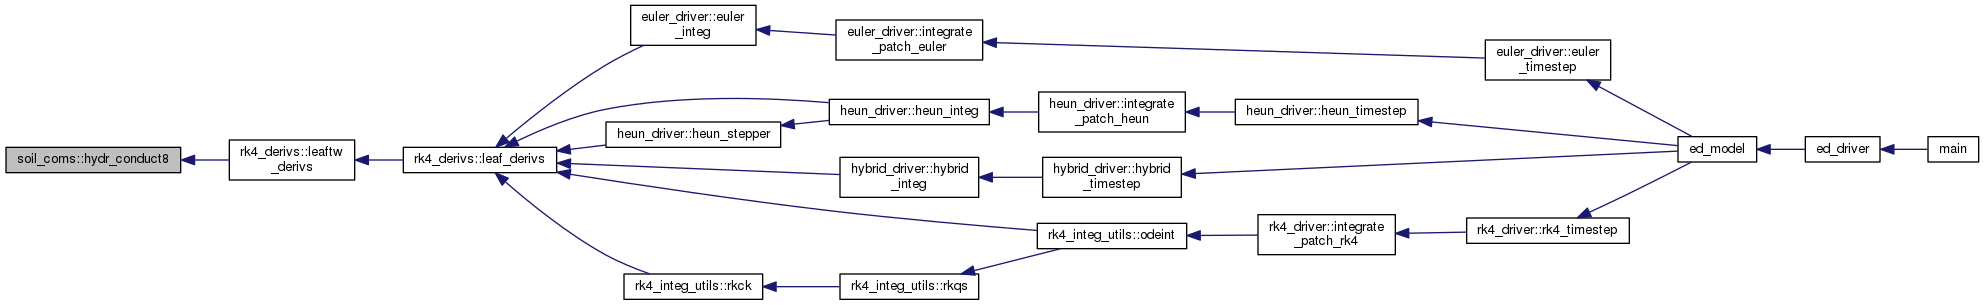 soil_coms::hydr_conduct8
rk4_derivs::leaftw
_derivs
rk4_derivs::leaf_derivs
euler_driver::euler
_integ
euler_driver::integrate
_patch_euler
euler_driver::euler
_timestep
heun_driver::heun_stepper
heun_driver::heun_integ
heun_driver::integrate
_patch_heun
heun_driver::heun_timestep
hybrid_driver::hybrid
_integ
hybrid_driver::hybrid
_timestep
rk4_integ_utils::rkck
rk4_integ_utils::rkqs
rk4_integ_utils::odeint
rk4_driver::integrate
_patch_rk4
rk4_driver::rk4_timestep
ed_model
ed_driver
main